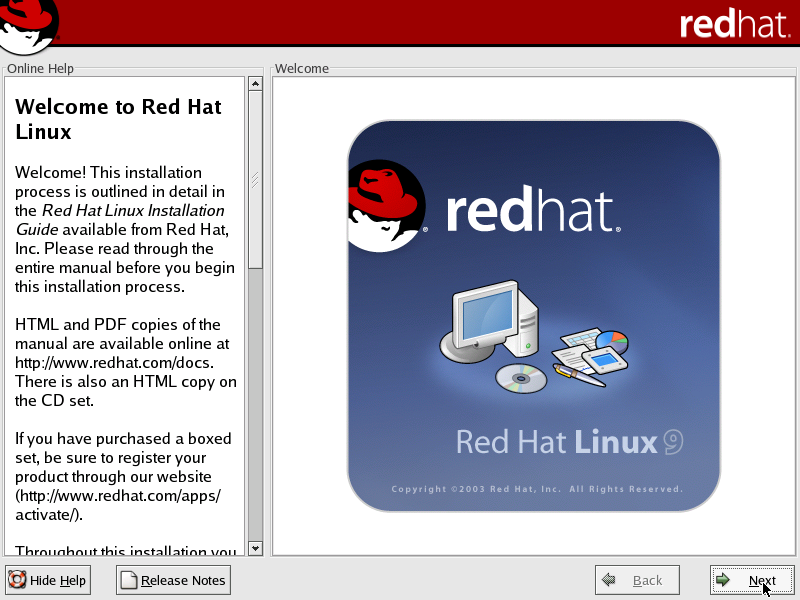 redhat.
Online Help
Welcome
Welcome to Red Hat
Linux
Welcome! This installation
process is outlined in detail in
the Red Hat Linux Installation
Guide available from Red Hat,
Inc. Please read through the
entire manual before you begin
this installation process.
HTML and PDF copies of the
manual are available online at
http://www.redhat.com/docs.
There is also an HTML copy on
the CD set.
If you have purchased a boxed
set, be sure to register your
product through our website
(http://www.redhat.com/apps/
activate/).
Throughout this installation you
redhat®
Red Hat Linux 9
Copyright ©2003 Red Hat, Inc. All Rights Reserved.
Hide Help
Release Notes
Back
Next